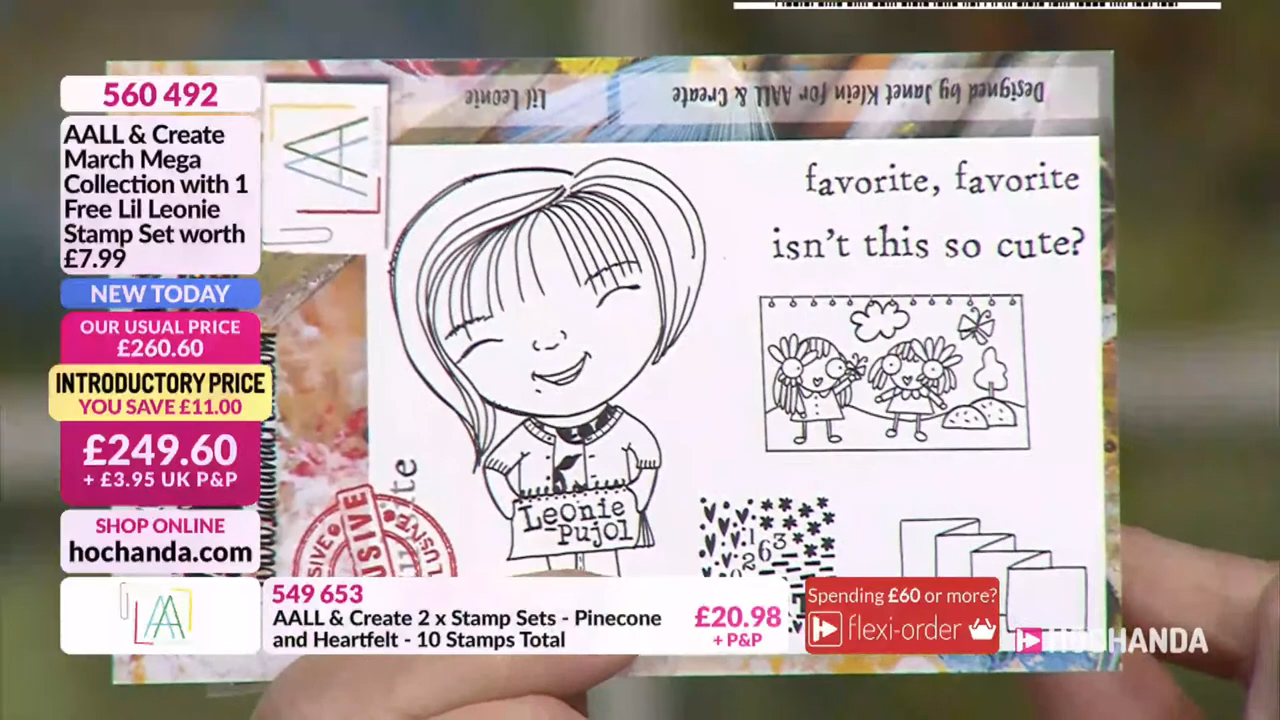 560 492
AALL & Create
March Mega
Collection with 1
Free Lil Leonie
Stamp Set worth
£7.99
NEW TODAY
OUR USUAL PRICE
£260.60
INTRODUCTORY PRICE
YOU SAVE £11.00
£249.60
+ £3.95 UK P&P
SHOP ONLINE
hochanda.com
Lil Leonie
Designed by Janet Klein for AALL & Create
favorite, favorite
isn't this so cute?
Leonie
Pujol
549 653
AALL & Create 2 x Stamp Sets - Pinecone
and Heartfelt - 10 Stamps Total
£20.98
+ P&P
Spending £60 or more?
flexi-order
HOCHANDA